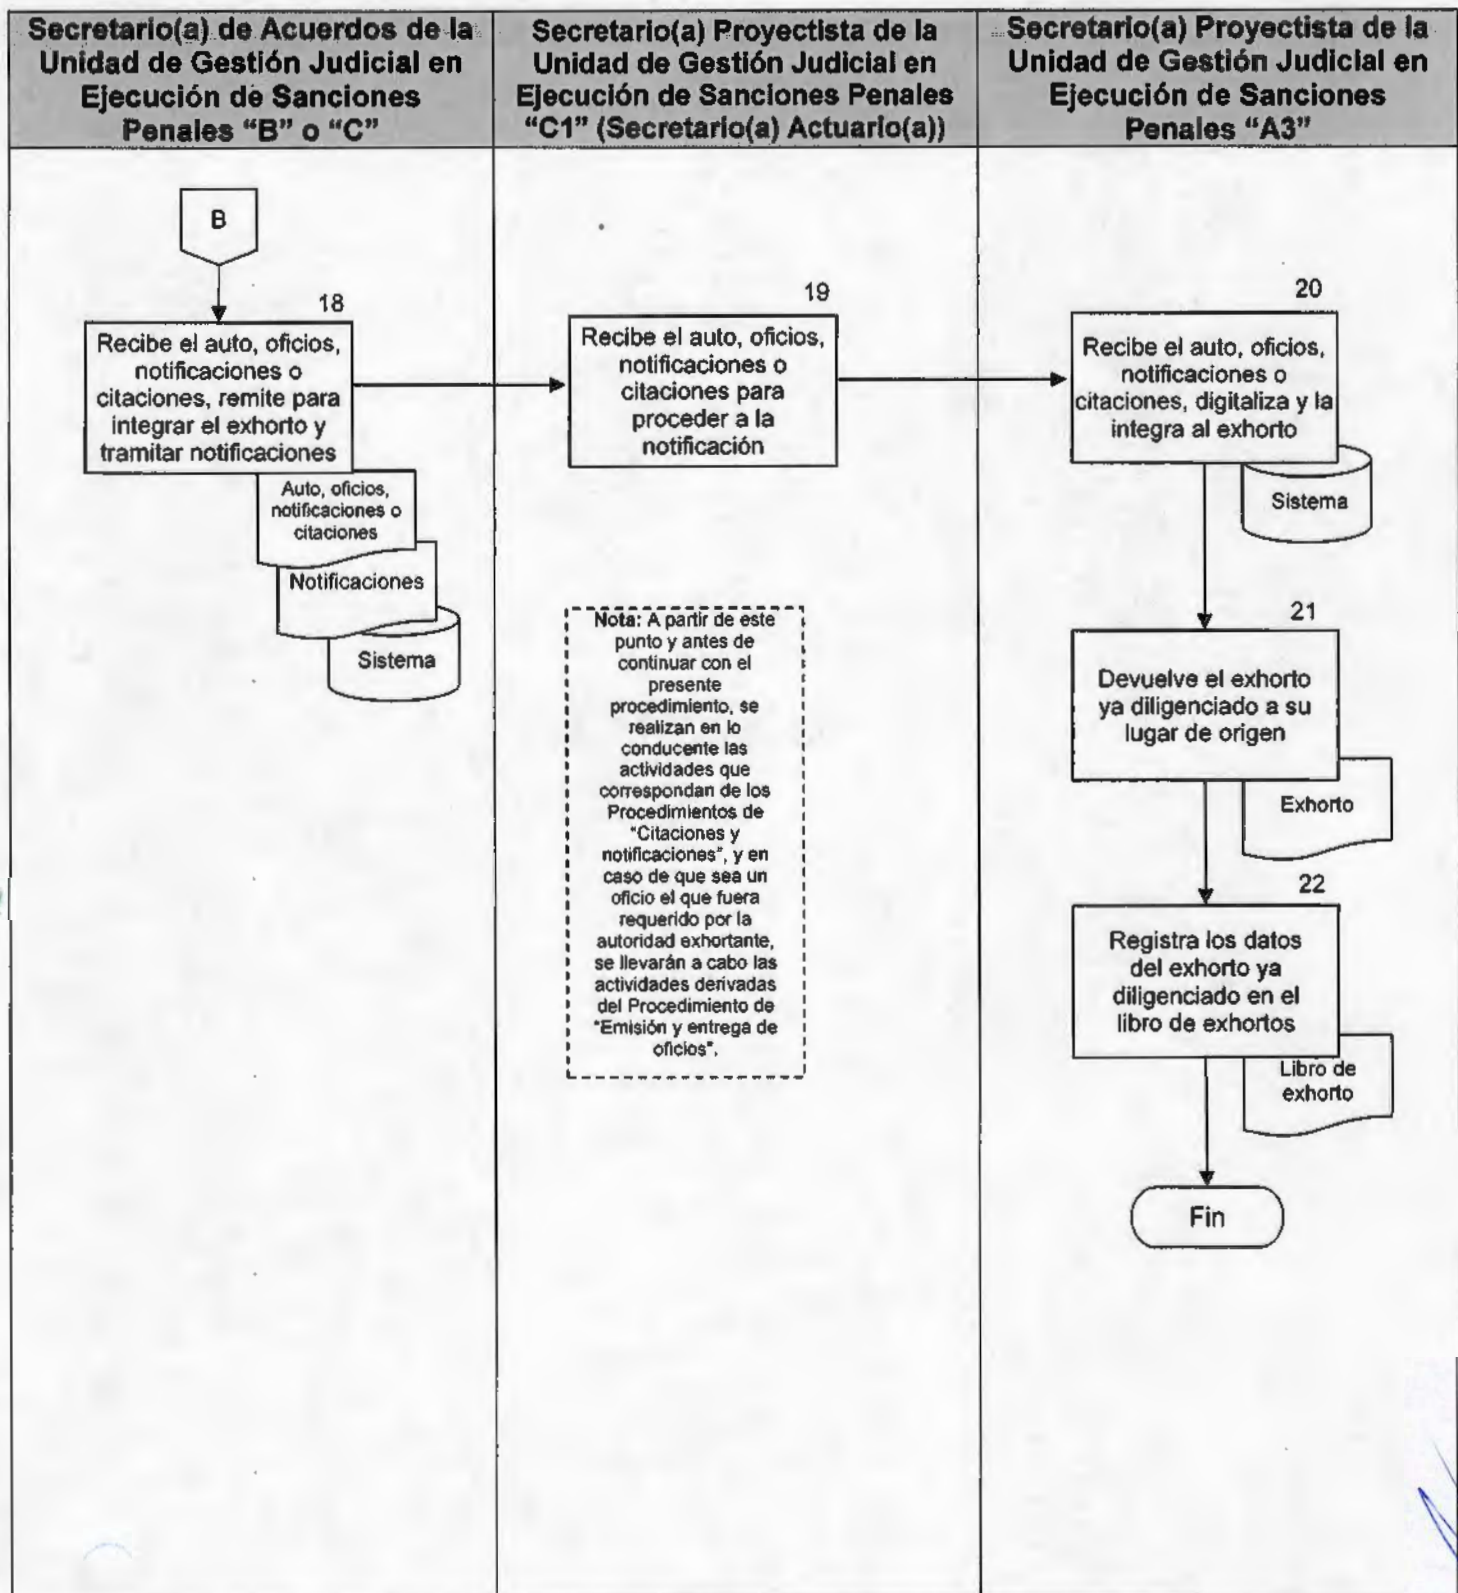 Secretario(a) de Acuerdos de la
Unidad de Gestión Judicial en
Ejecución de Sanciones
Penales “B” o “C”
Secretario(a) Proyectista de la
Unidad de Gestión Judicial en
Ejecución de Sanciones Penales
“C1” (Secretario(a) Actuario(a))
Secretario(a) Proyectista de la
Unidad de Gestión Judicial en
Ejecución de Sanciones
Penales “A3”
B
18
Recibe el auto, oficios,
notificaciones o
citaciones, remite para
integrar el exhorto y
tramitar notificaciones
Auto, oficios,
notificaciones o
citaciones
Notificaciones
Sistema
19
Recibe el auto, oficios,
notificaciones o
citaciones para
proceder a la
notificación
Nota: A partir de este
punto y antes de
continuar con el
presente
procedimiento, se
realizan en lo
conducente las
actividades que
correspondan de los
Procedimientos de
"Citaciones y
notificaciones", y en
caso de que sea un
oficio el que fuera
requerido por la
autoridad exhortante,
se llevarán a cabo las
actividades derivadas
del Procedimiento de
"Emisión y entrega de
oficios".
20
Recibe el auto, oficios,
notificaciones o
citaciones, digitaliza y la
integra al exhorto
Sistema
21
Devuelve el exhorto
ya diligenciado a su
lugar de origen
Exhorto
22
Registra los datos
del exhorto ya
diligenciado en el
libro de exhortos
Libro de
exhorto
Fin